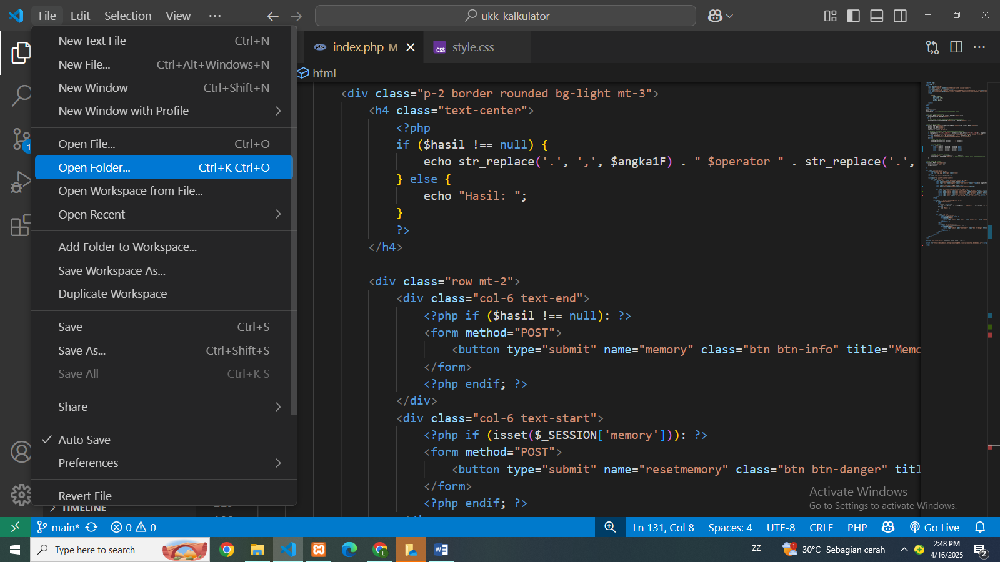 File Edit Selection View ··· ukk_kalkulator
New Text File Ctrl+N
New File... Ctrl+Alt+Windows+N
New Window Ctrl+Shift+N
New Window with Profile
Open File... Ctrl+O
Open Folder... Ctrl+K Ctrl+O
Open Workspace from File...
Open Recent
Add Folder to Workspace...
Save Workspace As...
Duplicate Workspace
Save Ctrl+S
Save As... Ctrl+Shift+S
Save All Ctrl+K S
Share
Auto Save
Preferences
Revert File
TIMELINE
1
index.php M
style.css
html
<div class="p-2 border rounded bg-light mt-3">
<h4 class="text-center">
<?php
if ($hasil !== null) {
echo str_replace('.', ',', $angka1F) . " $operator " . str_replace('.',
} else {
echo "Hasil: ";
}
?>
</h4>
<div class="row mt-2">
<div class="col-6 text-end">
<?php if ($hasil !== null): ?>
<form method="POST">
<button type="submit" name="memory" class="btn btn-info" title="Memo
</form>
<?php endif; ?>
</div>
<div class="col-6 text-start">
<?php if (isset($_SESSION['memory'])): ?>
<form method="POST">
<button type="submit" name="resetmemory" class="btn btn-danger" titl
</form>
<?php endif; ?>
Activate Windows
Go to Settings to activate Windows.
main* 0 0 Ln 131, Col 8 Spaces: 4 UTF-8 CRLF PHP Go Live
Type here to search
ZZ
1
30°C Sebagian cerah
2:48 PM
4/16/2025
2